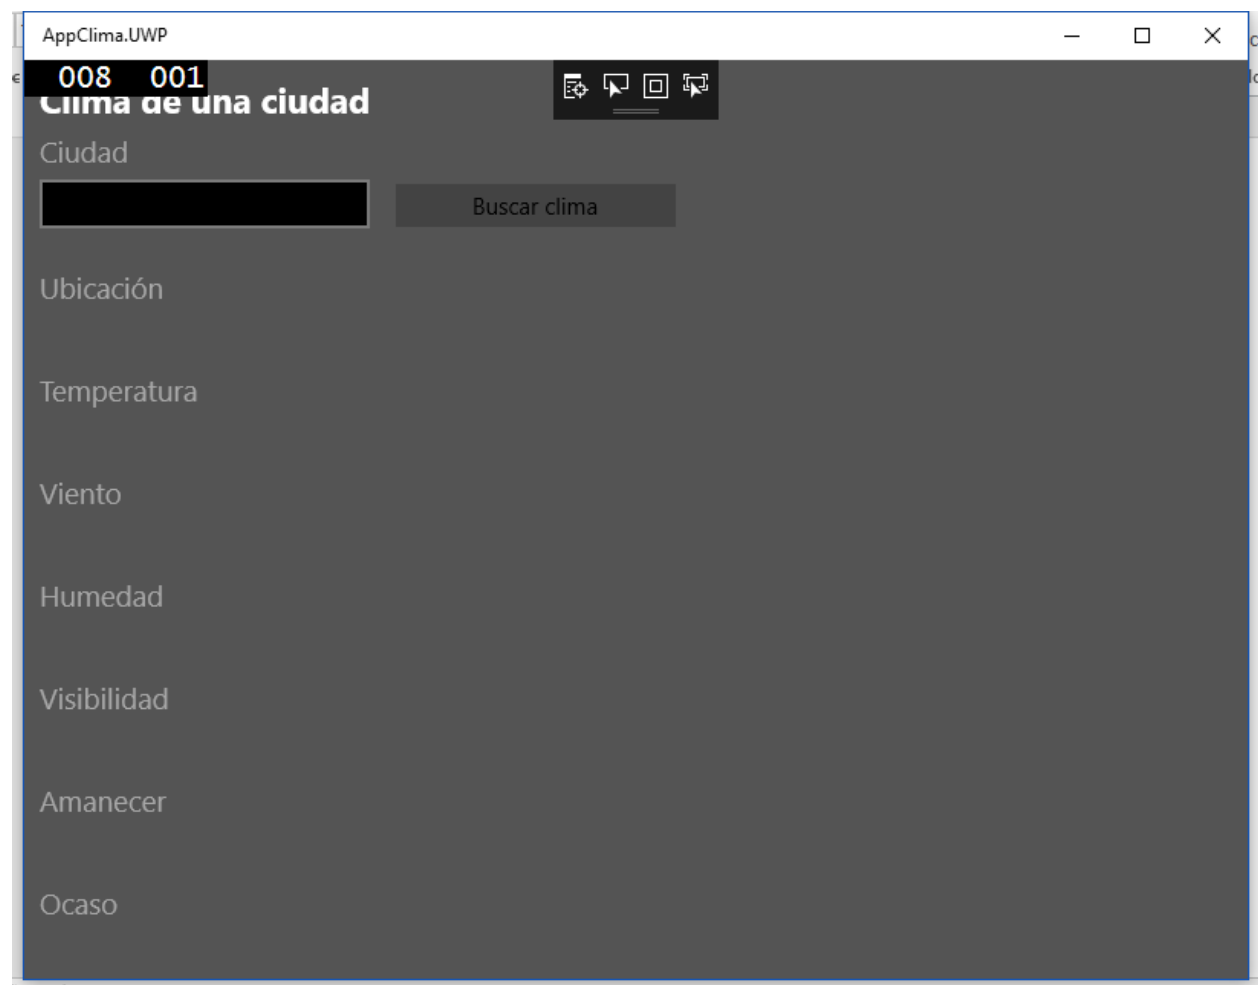 AppClima.UWP
008 001
Clima de una ciudad
Ciudad
Buscar clima
Ubicación
Temperatura
Viento
Humedad
Visibilidad
Amanecer
Ocaso